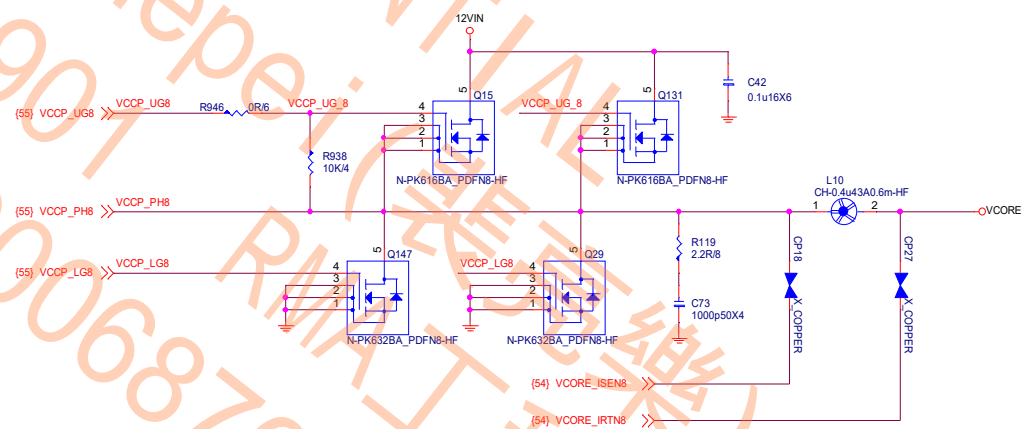 12VIN
C42
0.1u16X6
{55} VCCP_UG8
VCCP_UG8
R946
0R/6
VCCP_UG_8
4
3
2
1
5
Q15
N-PK616BA_PDFN8-HF
VCCP_UG_8
4
3
2
1
5
Q131
N-PK616BA_PDFN8-HF
R938
10K/4
{55} VCCP_PH8
VCCP_PH8
L10
CH-0.4u43A0.6m-HF
1
2
VCORE
{55} VCCP_LG8
VCCP_LG8
4
3
2
1
5
Q147
N-PK632BA_PDFN8-HF
VCCP_LG8
4
3
2
1
5
Q29
N-PK632BA_PDFN8-HF
R119
2.2R/8
C73
1000p50X4
CP18
X_COPPER
CP27
X_COPPER
{54} VCORE_ISEN8
{54} VCORE_IRTN8